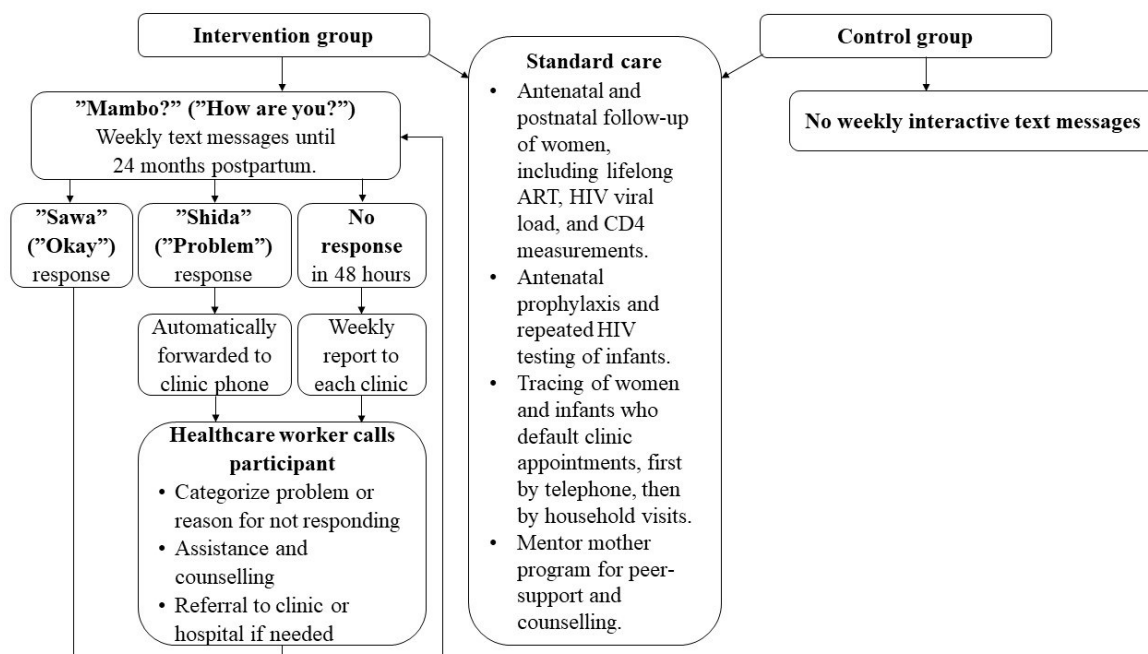 Intervention group
”Mambo?” (”How are you?”)
Weekly text messages until
24 months postpartum.
”Sawa”
(”Okay”)
response
”Shida”
(”Problem”)
response
No
response
in 48 hours
Automatically
forwarded to
clinic phone
Weekly
report to
each clinic
Healthcare worker calls
participant
• Categorize problem or
reason for not responding
• Assistance and
counselling
• Referral to clinic or
hospital if needed
Standard care
• Antenatal and
postnatal follow-up
of women,
including lifelong
ART, HIV viral
load, and CD4
measurements.
• Antenatal
prophylaxis and
repeated HIV
testing of infants.
• Tracing of women
and infants who
default clinic
appointments, first
by telephone, then
by household visits.
• Mentor mother
program for peer-
support and
counselling.
Control group
No weekly interactive text messages